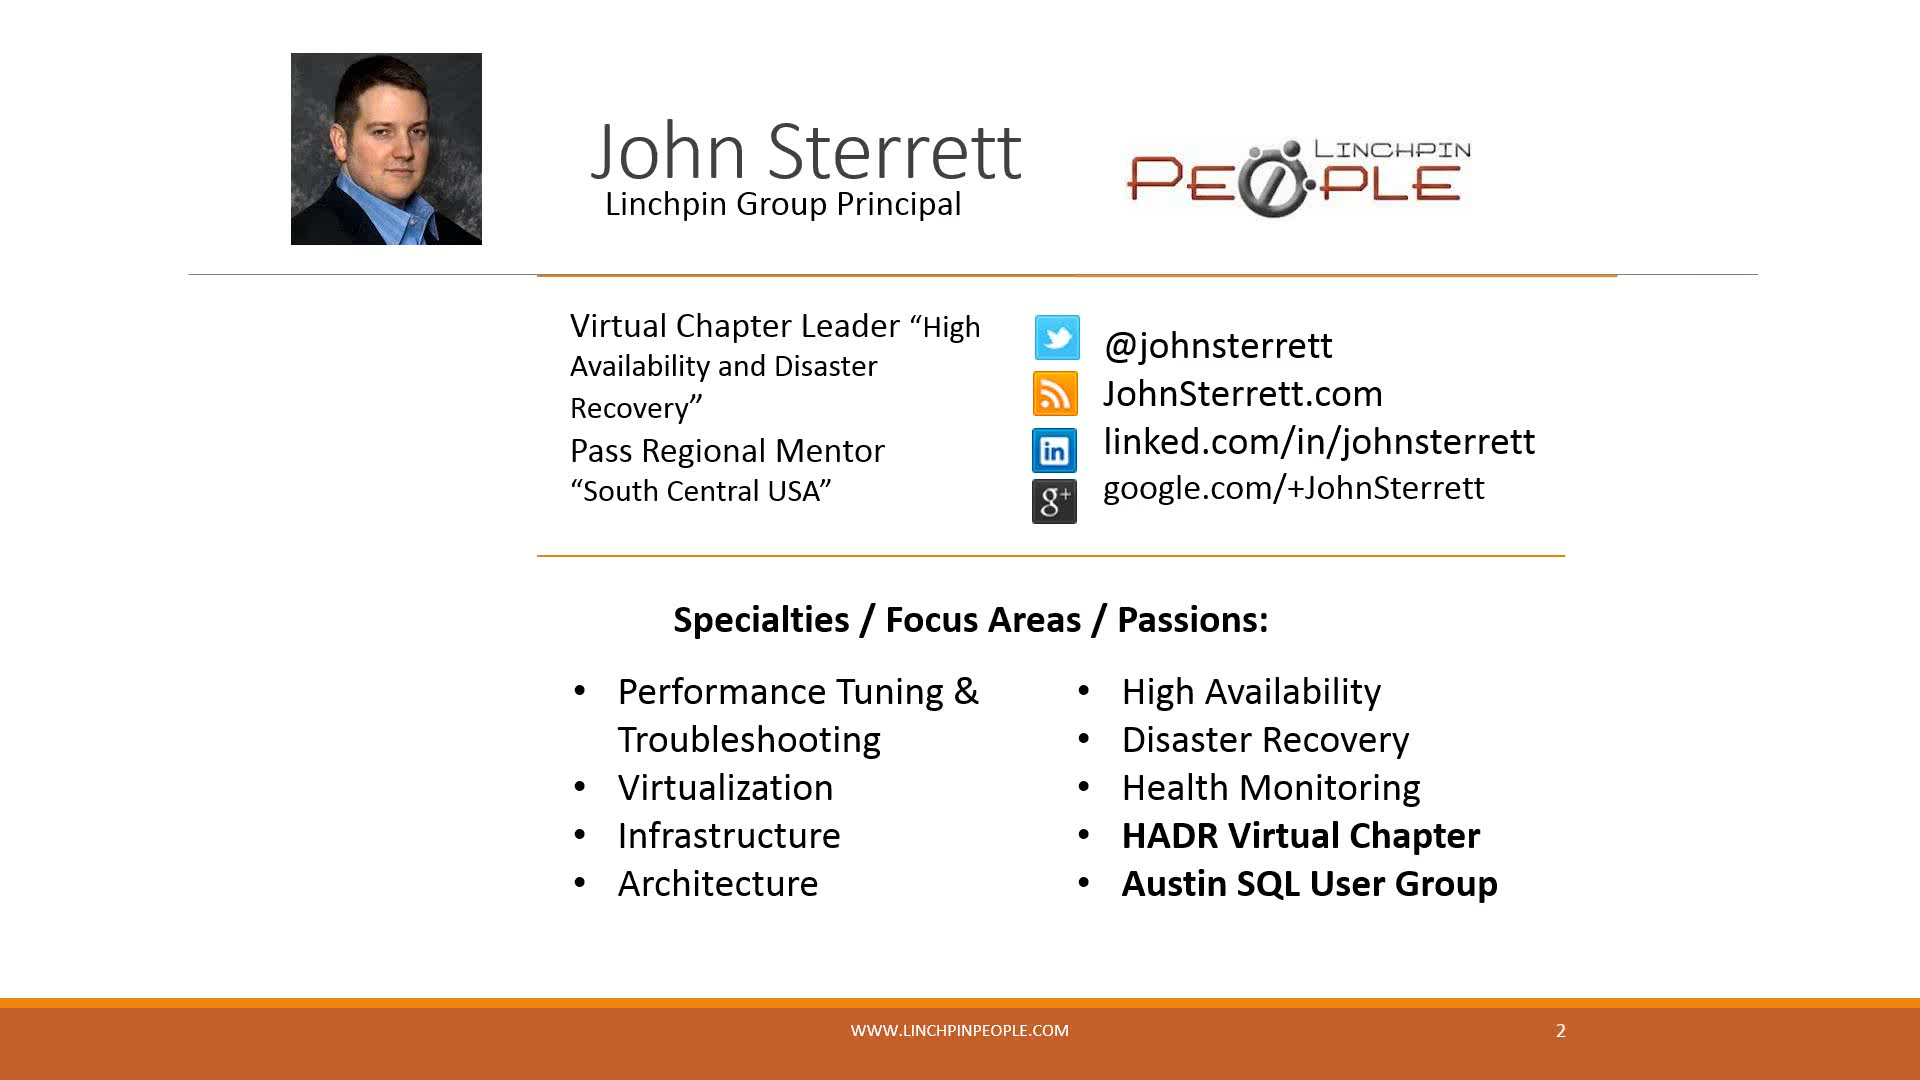 John Sterrett
Linchpin Group Principal
LINCHPIN
PEOPLE
Virtual Chapter Leader “High
Availability and Disaster
Recovery”
Pass Regional Mentor
“South Central USA”
@johnsterrett
JohnSterrett.com
in linked.com/in/johnsterrett
g+ google.com/+JohnSterrett
Specialties / Focus Areas / Passions:
• Performance Tuning &
Troubleshooting
• Virtualization
• Infrastructure
• Architecture
• High Availability
• Disaster Recovery
• Health Monitoring
• HADR Virtual Chapter
• Austin SQL User Group
WWW.LINCHPINPEOPLE.COM
2